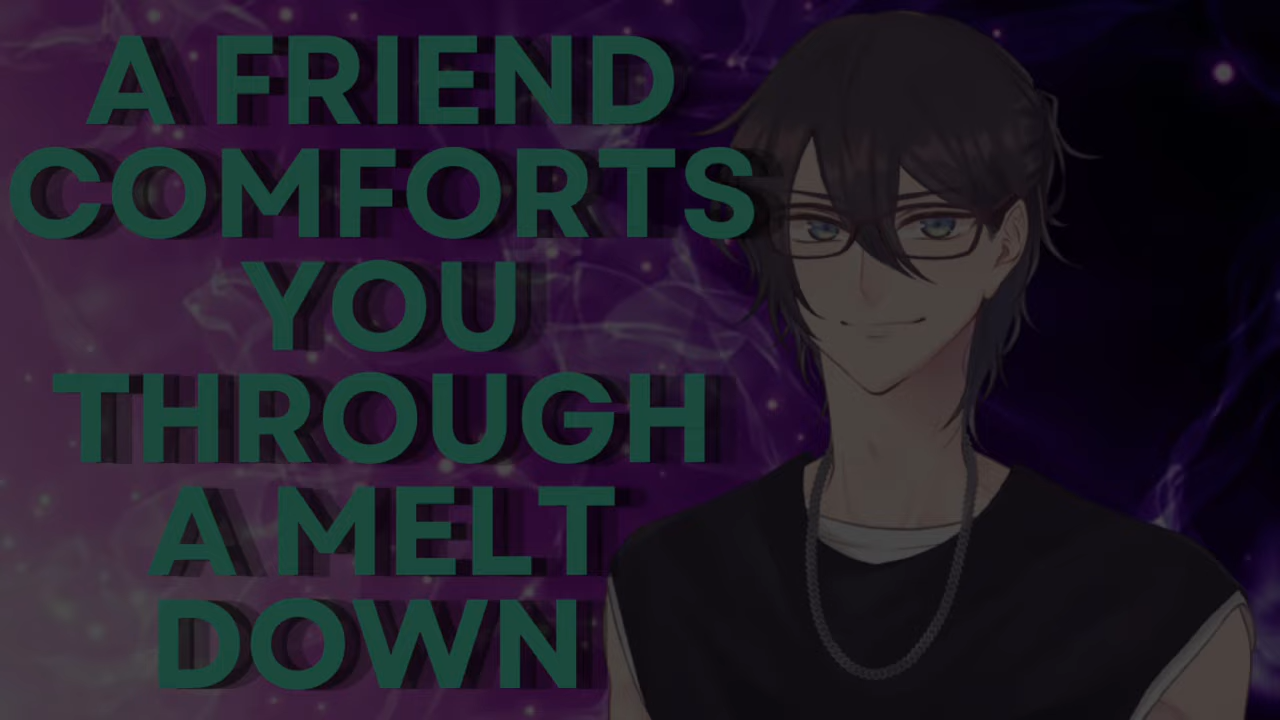 A FRIEND
COMFORTS
YOU
THROUGH
A MELT
DOWN